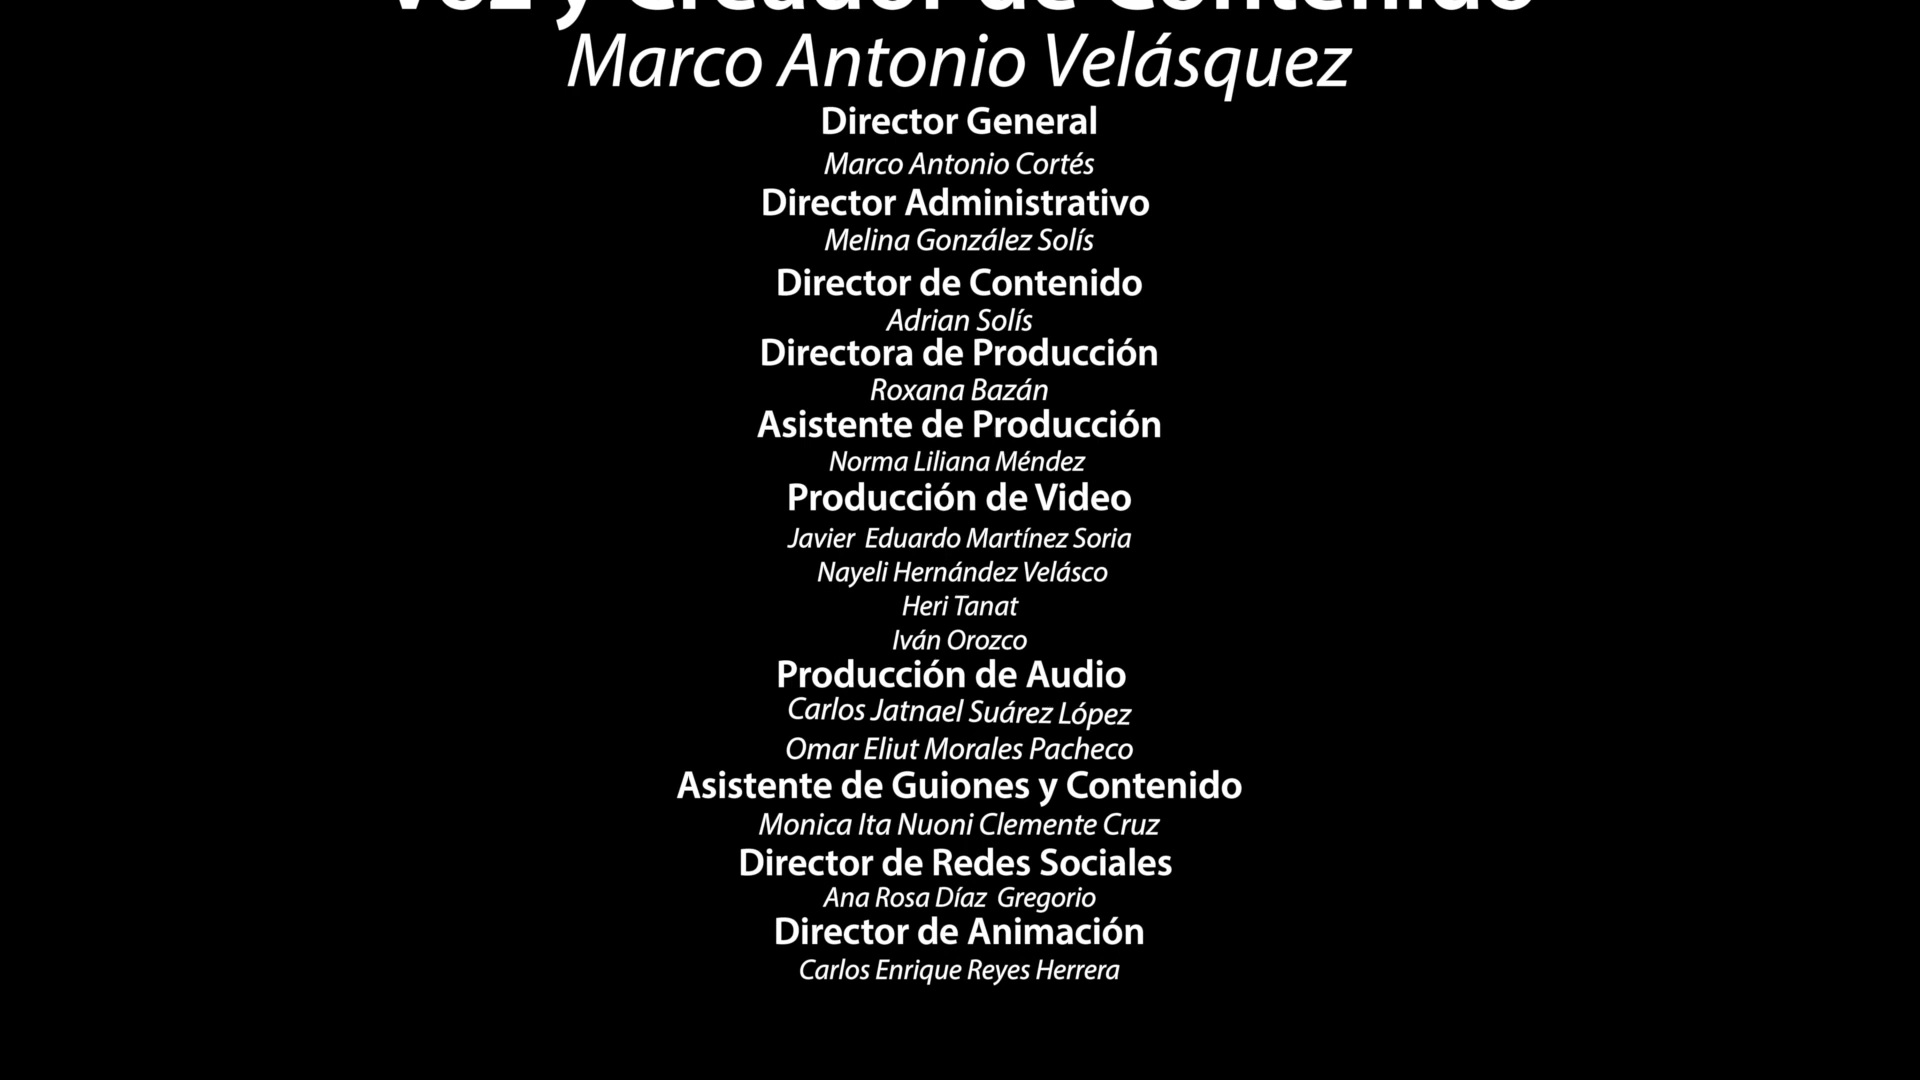 Voz y Creador de Contenido
Marco Antonio Velásquez
Director General
Marco Antonio Cortés
Director Administrativo
Melina González Solís
Director de Contenido
Adrian Solís
Directora de Producción
Roxana Bazán
Asistente de Producción
Norma Liliana Méndez
Producción de Video
Javier  Eduardo Martínez Soria
Nayeli Hernández Velásco
Heri Tanat
Iván Orozco
Producción de Audio
Carlos Jatnael Suárez López
Omar Eliut Morales Pacheco
Asistente de Guiones y Contenido
Monica Ita Nuoni Clemente Cruz
Director de Redes Sociales
Ana Rosa Díaz  Gregorio
Director de Animación
Carlos Enrique Reyes Herrera